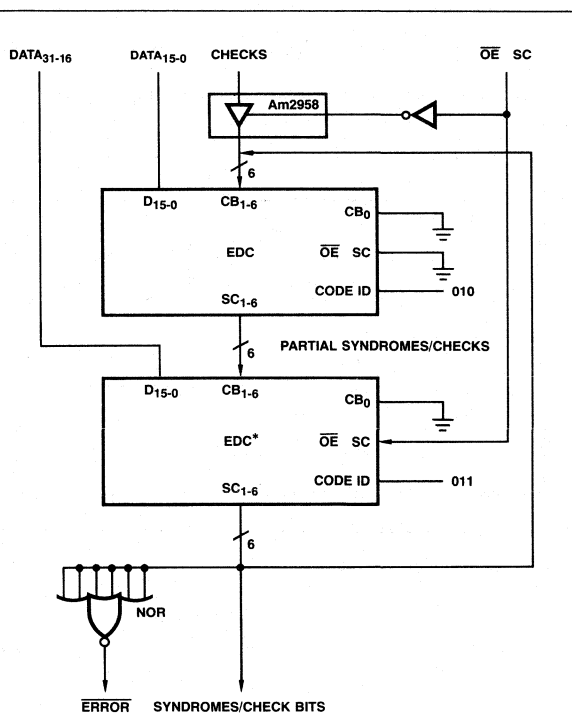 DATA31-16 DATA15-0 CHECKS OE SC
Am2958
6
D15-0 CB1-6 CB0
EDC OE SC
CODE ID 010
SC1-6
6 PARTIAL SYNDROMES/CHECKS
D15-0 CB1-6 CB0
EDC* OE SC
CODE ID 011
SC1-6
6
NOR
ERROR SYNDROMES/CHECK BITS